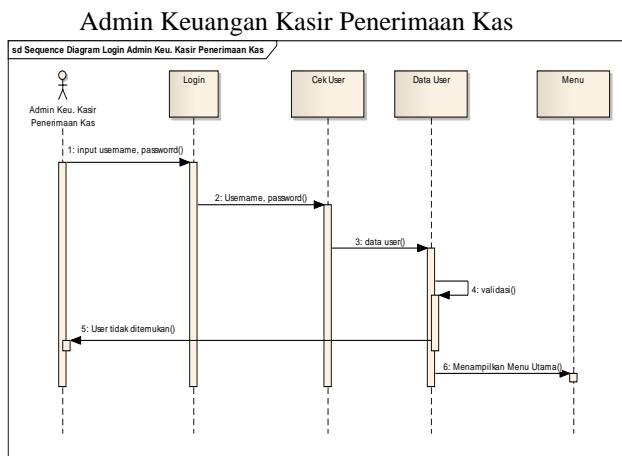 Admin Keuangan Kasir Penerimaan Kas
sd Sequence Diagram Login Admin Keu. Kasir Penerimaan Kas
Admin Keu. Kasir
Penerimaan Kas
Login
Cek User
Data User
Menu
1: input username, password()
2: Username, password()
3: data user()
4: validasi()
5: User tidak ditemukan()
6: Menampilkan Menu Utama()